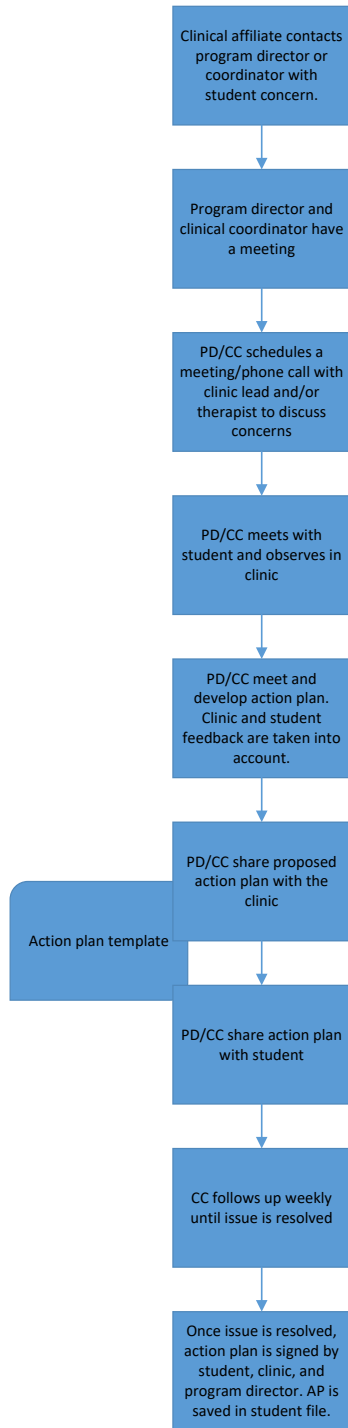 Clinical affiliate contacts
program director or
coordinator with
student concern.
Program director and
clinical coordinator have
a meeting
PD/CC schedules a
meeting/phone call with
clinic lead and/or
therapist to discuss
concerns
PD/CC meets with
student and observes in
clinic
PD/CC meet and
develop action plan.
Clinic and student
feedback are taken into
account.
PD/CC share proposed
action plan with the
clinic
Action plan template
PD/CC share action plan
with student
CC follows up weekly
until issue is resolved
Once issue is resolved,
action plan is signed by
student, clinic, and
program director. AP is
saved in student file.